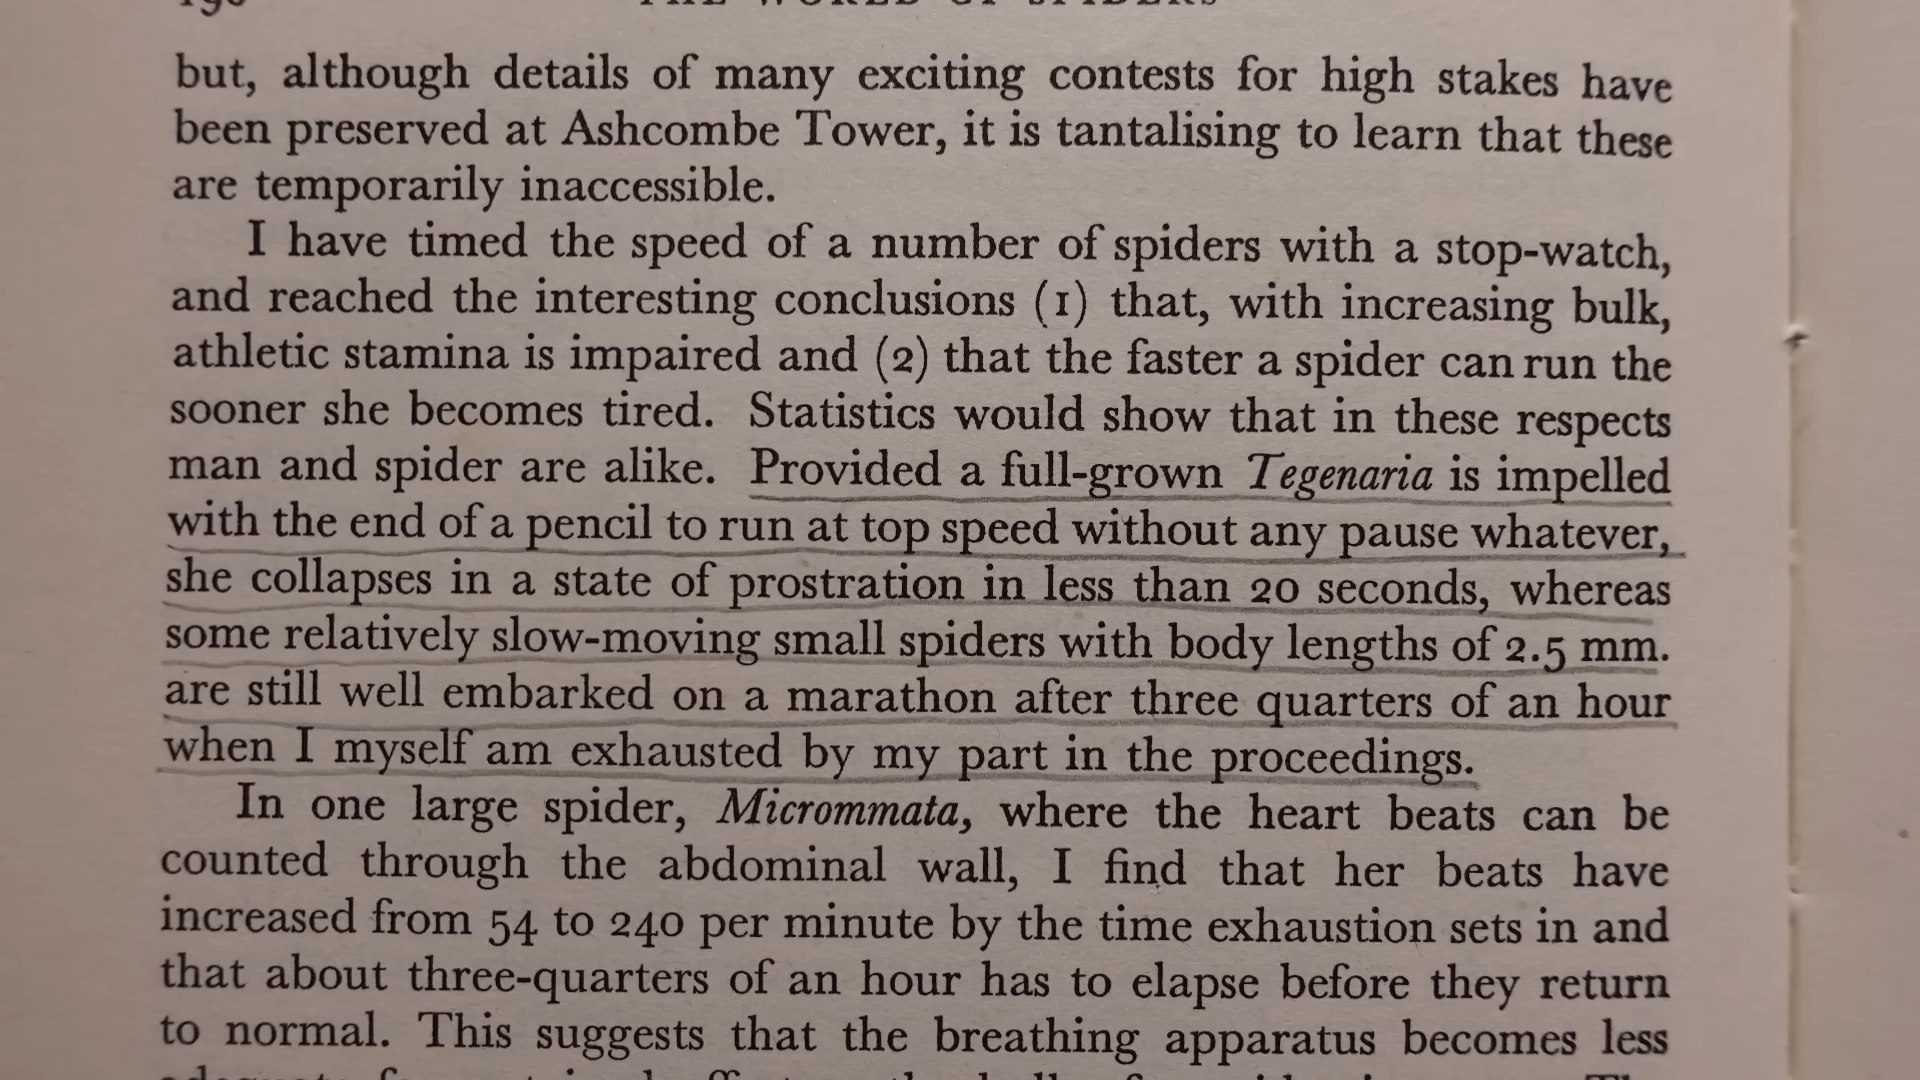 THE WORLD OF SPIDERS
but, although details of many exciting contests for high stakes have
been preserved at Ashcombe Tower, it is tantalising to learn that these
are temporarily inaccessible.
I have timed the speed of a number of spiders with a stop-watch,
and reached the interesting conclusions (1) that, with increasing bulk,
athletic stamina is impaired and (2) that the faster a spider can run the
sooner she becomes tired. Statistics would show that in these respects
man and spider are alike. Provided a full-grown Tegenaria is impelled
with the end of a pencil to run at top speed without any pause whatever,
she collapses in a state of prostration in less than 20 seconds, whereas
some relatively slow-moving small spiders with body lengths of 2.5 mm.
are still well embarked on a marathon after three quarters of an hour
when I myself am exhausted by my part in the proceedings.
In one large spider, Micrommata, where the heart beats can be
counted through the abdominal wall, I find that her beats have
increased from 54 to 240 per minute by the time exhaustion sets in and
that about three-quarters of an hour has to elapse before they return
to normal. This suggests that the breathing apparatus becomes less